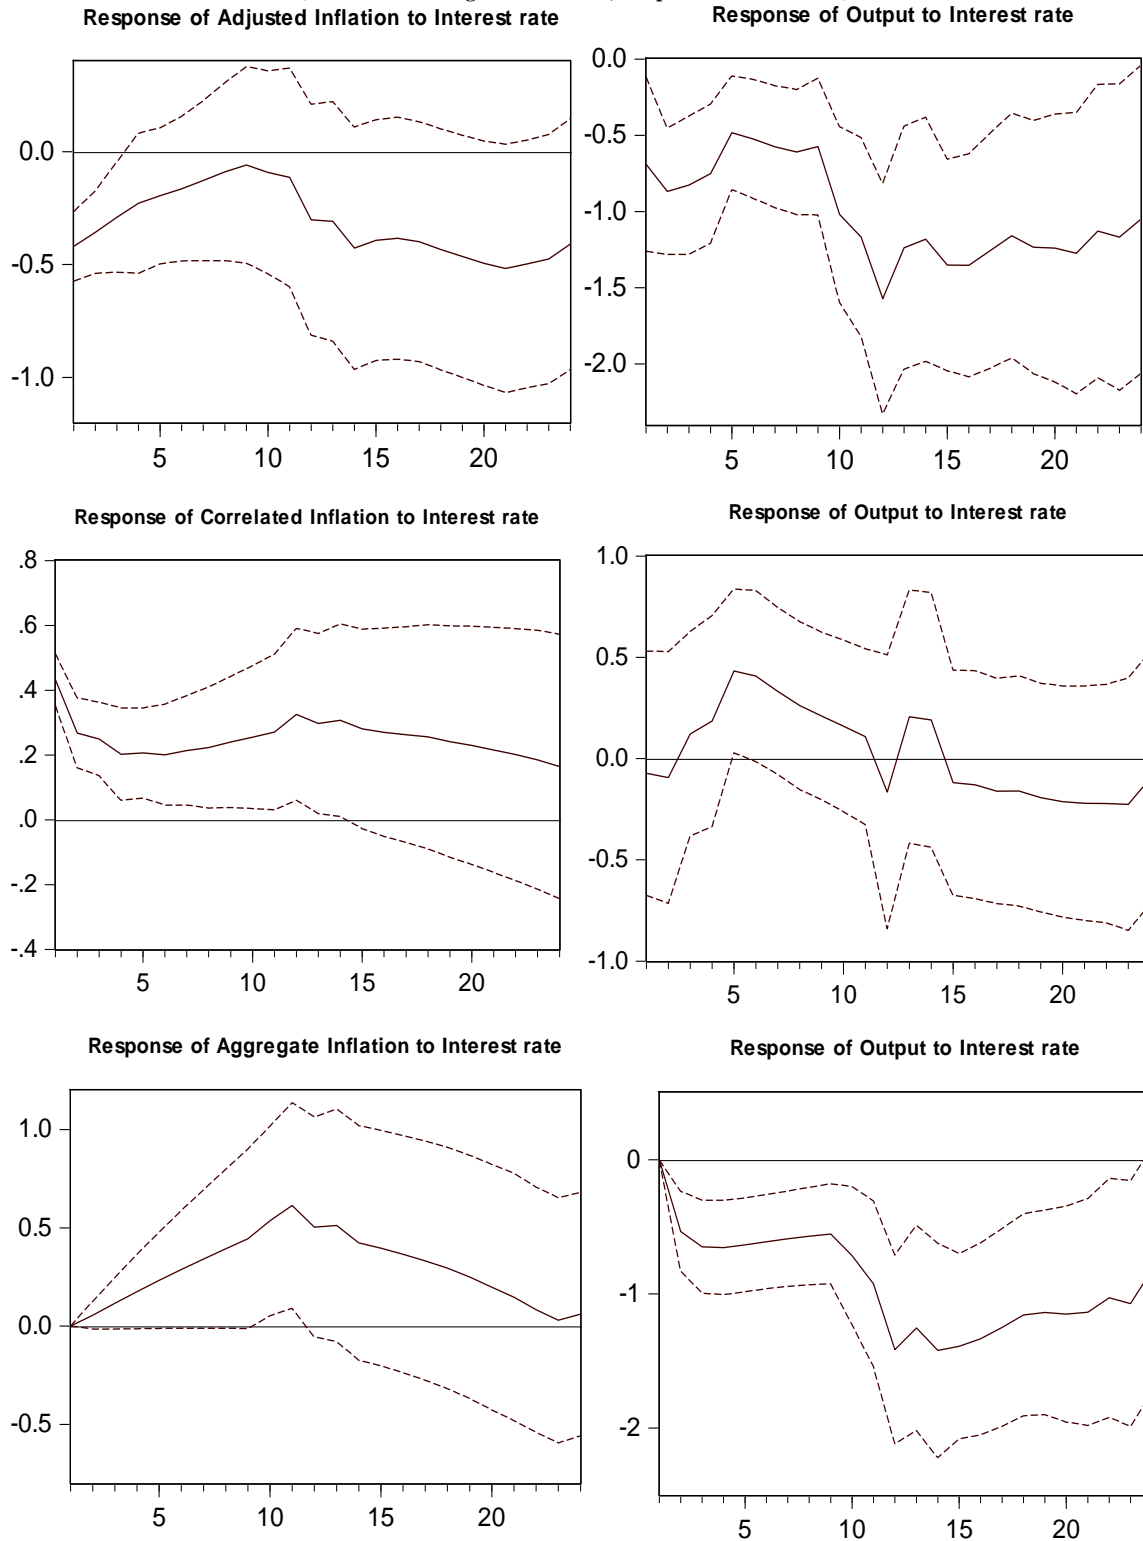 Response of Adjusted Inflation to Interest rate
0.0
-0.5
-1.0
5 10 15 20
Response of Output to Interest rate
0.0
-0.5
-1.0
-1.5
-2.0
5 10 15 20
Response of Correlated Inflation to Interest rate
.8
.6
.4
.2
.0
-.2
-.4
5 10 15 20
Response of Output to Interest rate
1.0
0.5
0.0
-0.5
-1.0
5 10 15 20
Response of Aggregate Inflation to Interest rate
1.0
0.5
0.0
-0.5
5 10 15 20
Response of Output to Interest rate
0
-1
-2
5 10 15 20